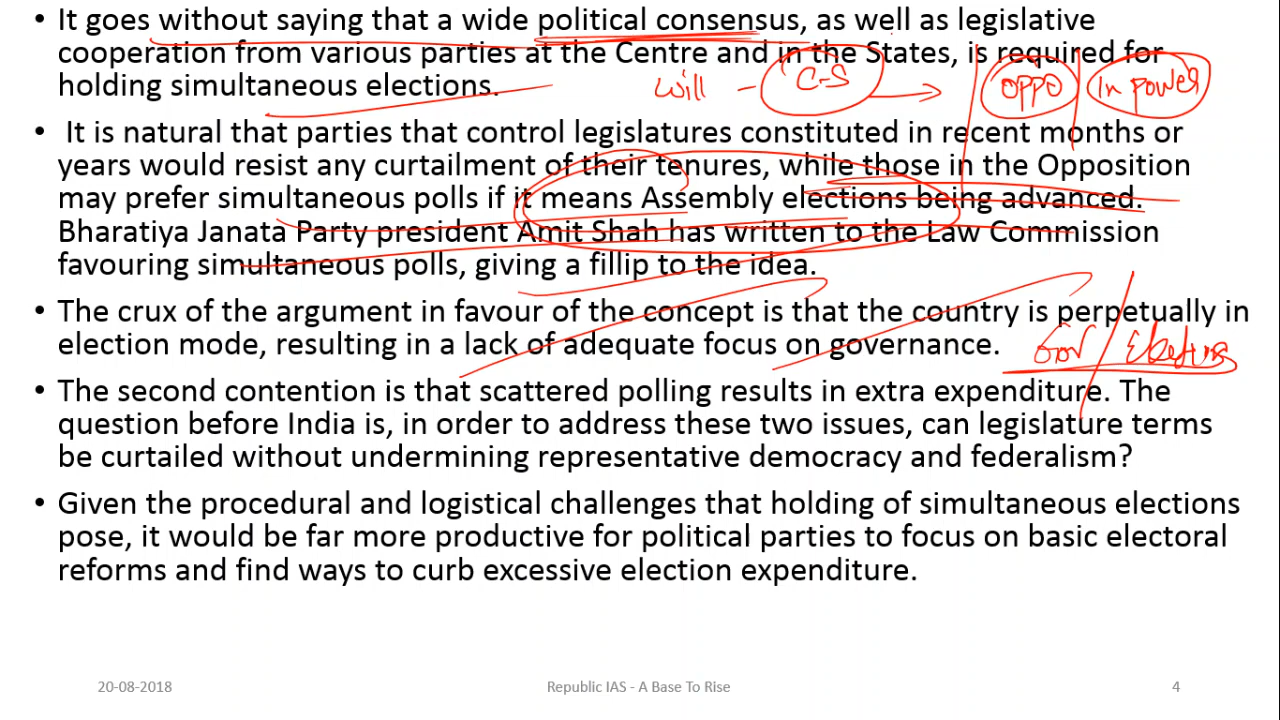 • It goes without saying that a wide political consensus, as well as legislative
cooperation from various parties at the Centre and in the States, is required for
holding simultaneous elections.
will - C-S → oppo In power
• It is natural that parties that control legislatures constituted in recent months or
years would resist any curtailment of their tenures, while those in the Opposition
may prefer simultaneous polls if it means Assembly elections being advanced.
Bharatiya Janata Party president Amit Shah has written to the Law Commission
favouring simultaneous polls, giving a fillip to the idea.
• The crux of the argument in favour of the concept is that the country is perpetually in
election mode, resulting in a lack of adequate focus on governance.
Gov / Elections
• The second contention is that scattered polling results in extra expenditure. The
question before India is, in order to address these two issues, can legislature terms
be curtailed without undermining representative democracy and federalism?
• Given the procedural and logistical challenges that holding of simultaneous elections
pose, it would be far more productive for political parties to focus on basic electoral
reforms and find ways to curb excessive election expenditure.
20-08-2018 Republic IAS - A Base To Rise 4